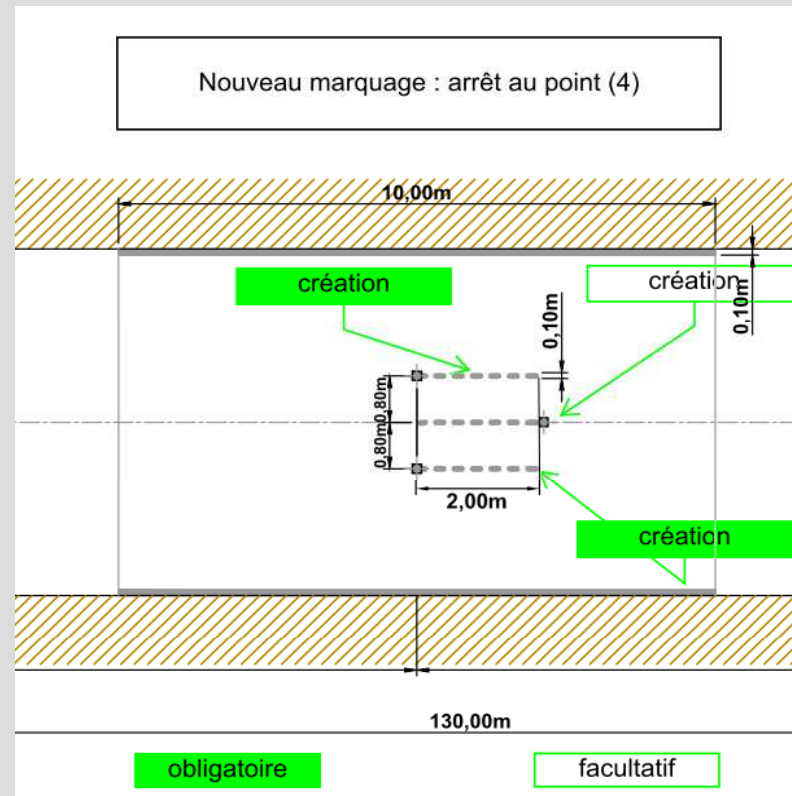 Nouveau marquage : arrêt au point (4)
10,00m
création
création
0,10m
0,10m
0,80m
0,80m
2,00m
création
130,00m
obligatoire
facultatif